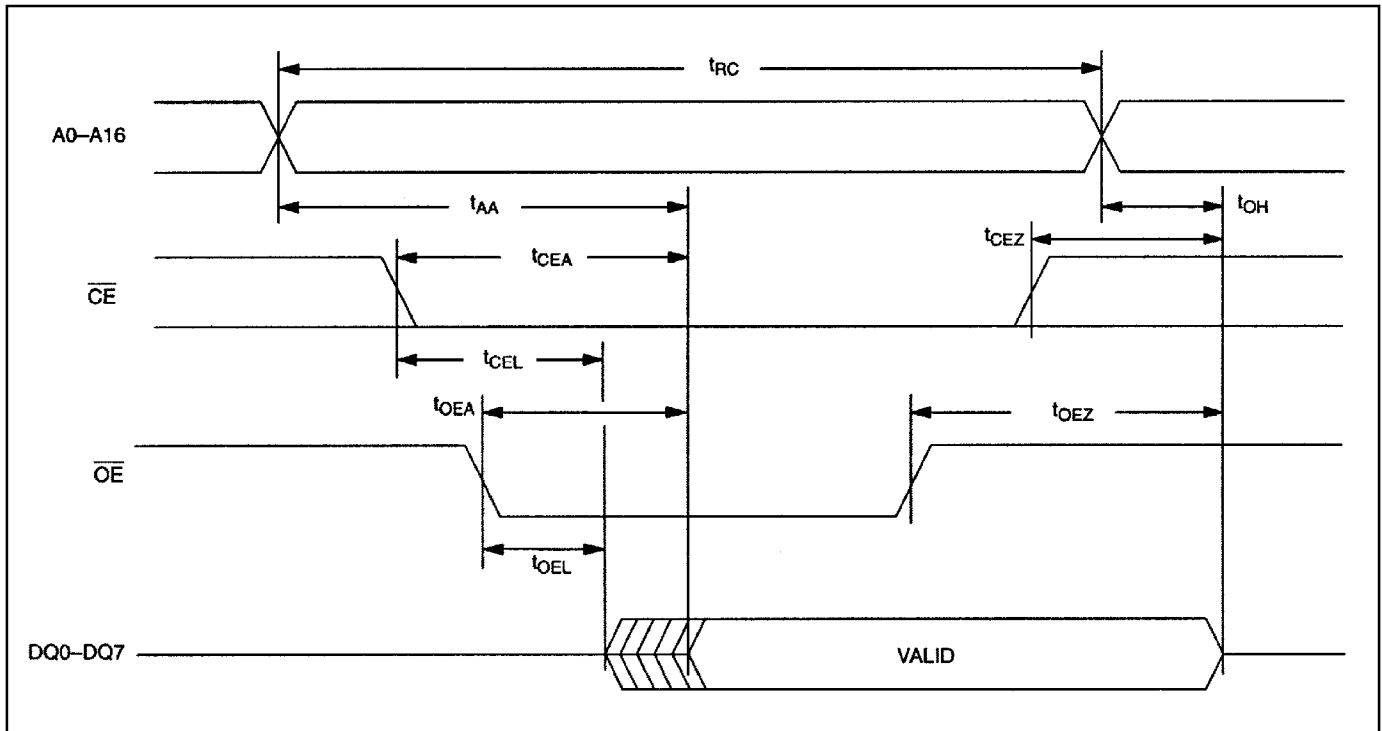 tRC
A0–A16
tAA
tOH
tCEZ
tCEA
CE
tCEL
tOEA
tOEZ
OE
tOEL
DQ0–DQ7
VALID